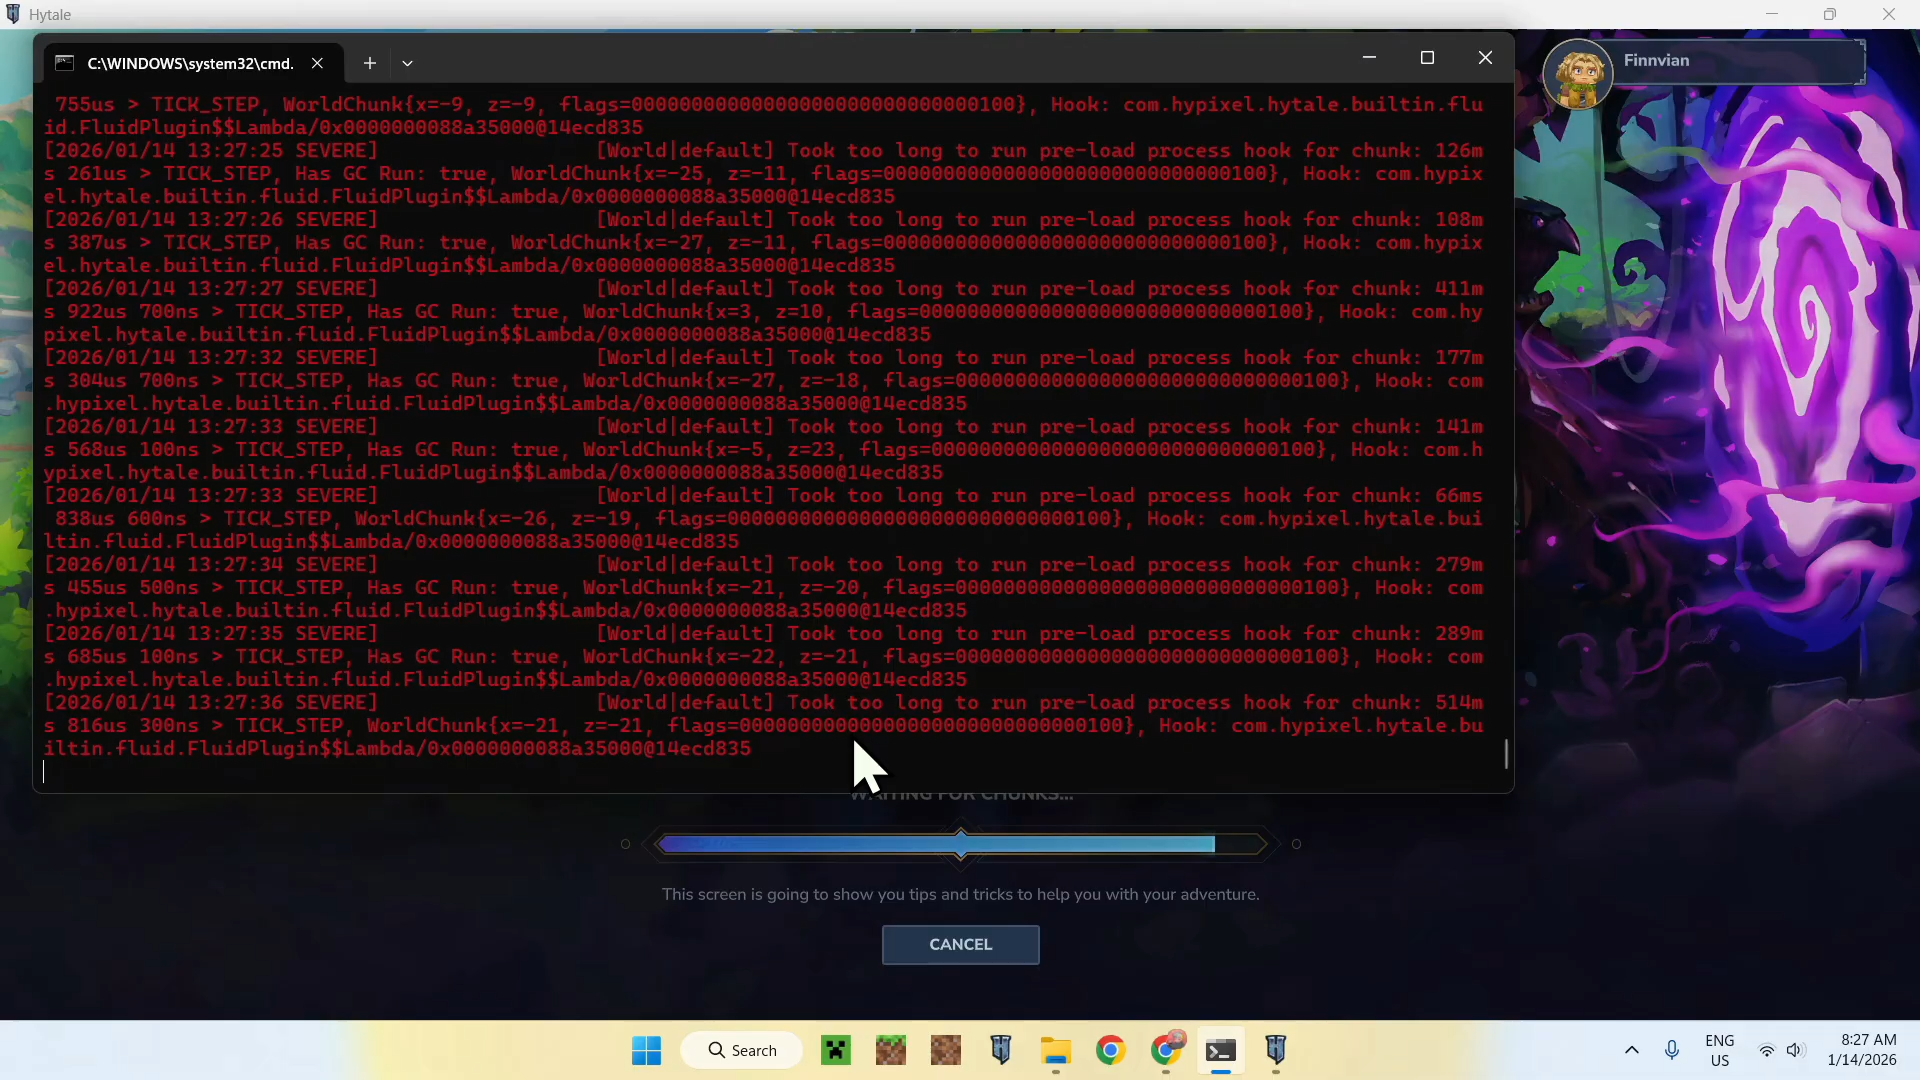 Hytale
C:\WINDOWS\system32\cmd.
Finnvian
755us > TICK_STEP, WorldChunk{x=-9, z=-9, flags=00000000000000000000000000000100}, Hook: com.hypixel.hytale.builtin.flu
id.FluidPlugin$$Lambda/0x0000000088a35000@14ecd835
[2026/01/14 13:27:25 SEVERE] [World|default] Took too long to run pre-load process hook for chunk: 126m
s 261us > TICK_STEP, Has GC Run: true, WorldChunk{x=-25, z=-11, flags=00000000000000000000000000000100}, Hook: com.hypix
el.hytale.builtin.fluid.FluidPlugin$$Lambda/0x0000000088a35000@14ecd835
[2026/01/14 13:27:26 SEVERE] [World|default] Took too long to run pre-load process hook for chunk: 108m
s 387us > TICK_STEP, Has GC Run: true, WorldChunk{x=-27, z=-11, flags=00000000000000000000000000000100}, Hook: com.hypix
el.hytale.builtin.fluid.FluidPlugin$$Lambda/0x0000000088a35000@14ecd835
[2026/01/14 13:27:27 SEVERE] [World|default] Took too long to run pre-load process hook for chunk: 411m
s 922us 700ns > TICK_STEP, Has GC Run: true, WorldChunk{x=3, z=10, flags=00000000000000000000000000000100}, Hook: com.hy
pixel.hytale.builtin.fluid.FluidPlugin$$Lambda/0x0000000088a35000@14ecd835
[2026/01/14 13:27:32 SEVERE] [World|default] Took too long to run pre-load process hook for chunk: 177m
s 304us 700ns > TICK_STEP, Has GC Run: true, WorldChunk{x=-27, z=-18, flags=00000000000000000000000000000100}, Hook: com
.hypixel.hytale.builtin.fluid.FluidPlugin$$Lambda/0x0000000088a35000@14ecd835
[2026/01/14 13:27:33 SEVERE] [World|default] Took too long to run pre-load process hook for chunk: 141m
s 568us 100ns > TICK_STEP, Has GC Run: true, WorldChunk{x=-5, z=23, flags=00000000000000000000000000000100}, Hook: com.h
ypixel.hytale.builtin.fluid.FluidPlugin$$Lambda/0x0000000088a35000@14ecd835
[2026/01/14 13:27:33 SEVERE] [World|default] Took too long to run pre-load process hook for chunk: 66ms
838us 600ns > TICK_STEP, WorldChunk{x=-26, z=-19, flags=00000000000000000000000000000100}, Hook: com.hypixel.hytale.bui
ltin.fluid.FluidPlugin$$Lambda/0x0000000088a35000@14ecd835
[2026/01/14 13:27:34 SEVERE] [World|default] Took too long to run pre-load process hook for chunk: 279m
s 455us 500ns > TICK_STEP, Has GC Run: true, WorldChunk{x=-21, z=-20, flags=00000000000000000000000000000100}, Hook: com
.hypixel.hytale.builtin.fluid.FluidPlugin$$Lambda/0x0000000088a35000@14ecd835
[2026/01/14 13:27:35 SEVERE] [World|default] Took too long to run pre-load process hook for chunk: 289m
s 685us 100ns > TICK_STEP, Has GC Run: true, WorldChunk{x=-22, z=-21, flags=00000000000000000000000000000100}, Hook: com
.hypixel.hytale.builtin.fluid.FluidPlugin$$Lambda/0x0000000088a35000@14ecd835
[2026/01/14 13:27:36 SEVERE] [World|default] Took too long to run pre-load process hook for chunk: 514m
s 816us 300ns > TICK_STEP, WorldChunk{x=-21, z=-21, flags=00000000000000000000000000000100}, Hook: com.hypixel.hytale.bu
iltin.fluid.FluidPlugin$$Lambda/0x0000000088a35000@14ecd835
WAITING FOR CHUNKS...
This screen is going to show you tips and tricks to help you with your adventure.
CANCEL
Search
ENG
US
8:27 AM
1/14/2026